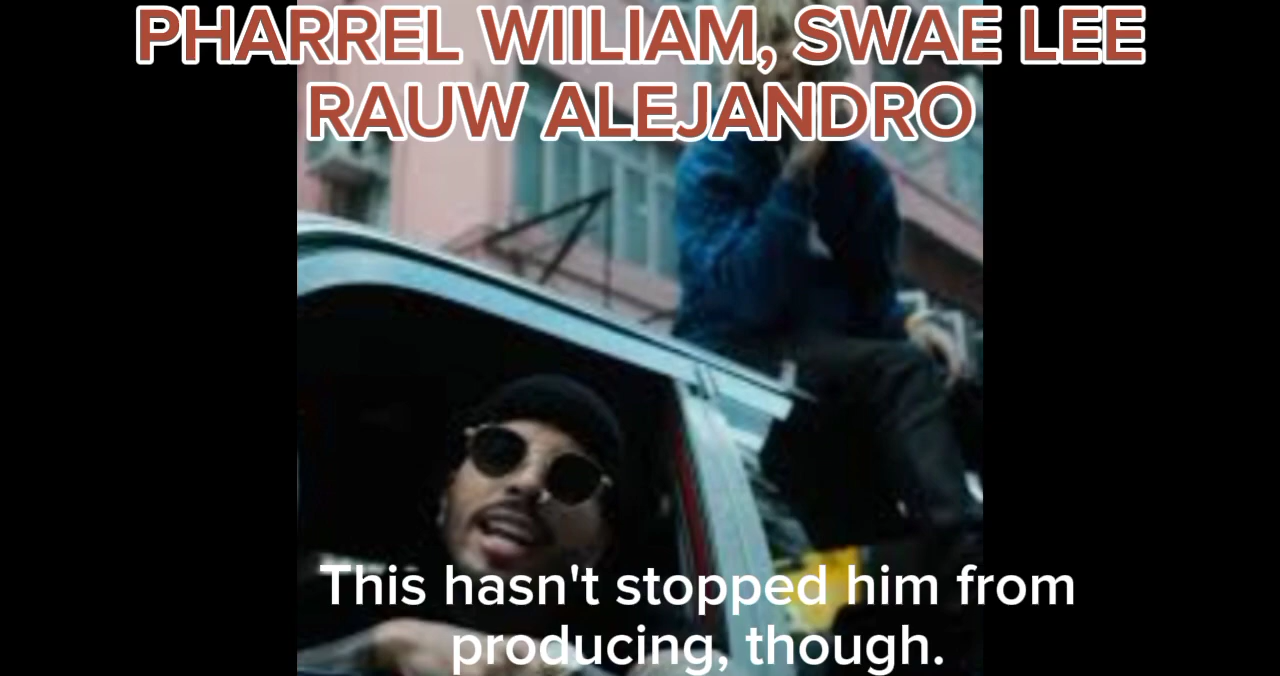 PHARREL WIILIAM, SWAE LEE
RAUW ALEJANDRO
This hasn't stopped him from
producing, though.